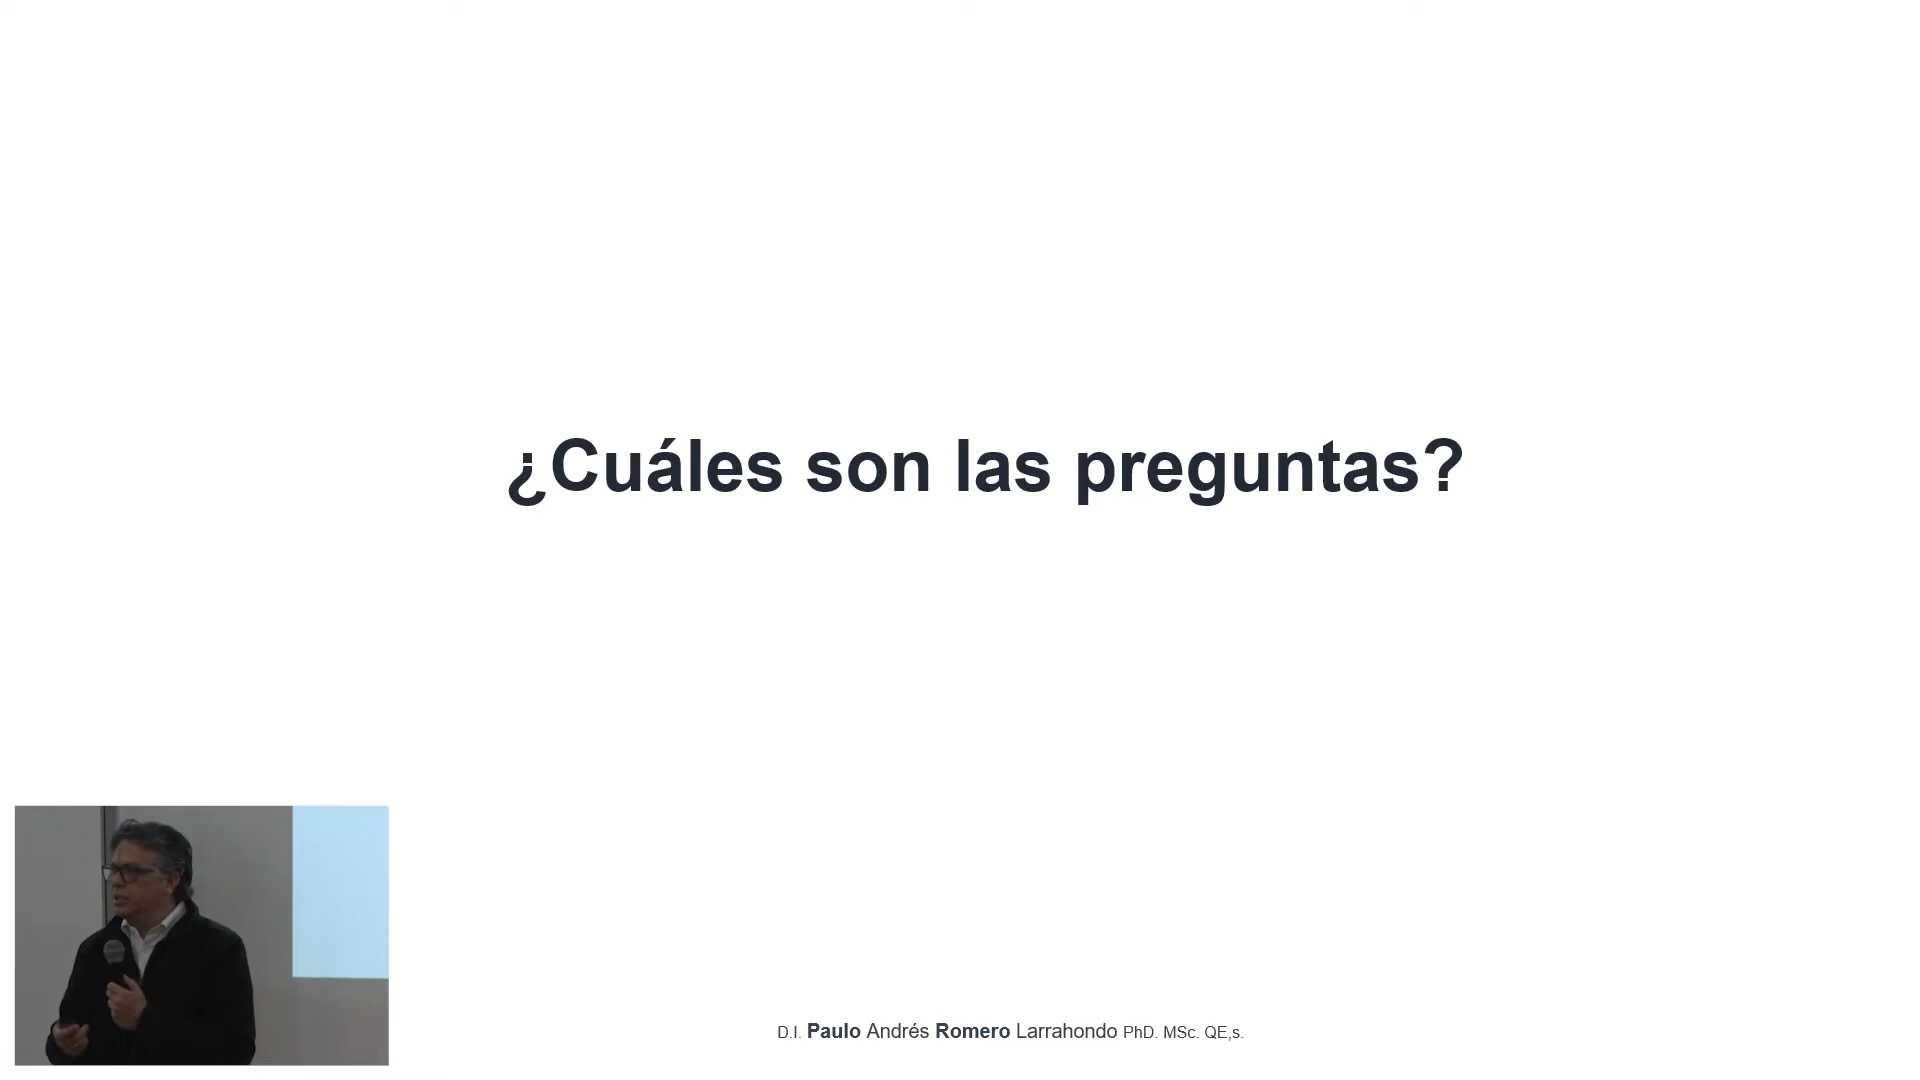 ¿Cuáles son las preguntas?
D.I. Paulo Andrés Romero Larrahondo PhD. MSc. QE,s.